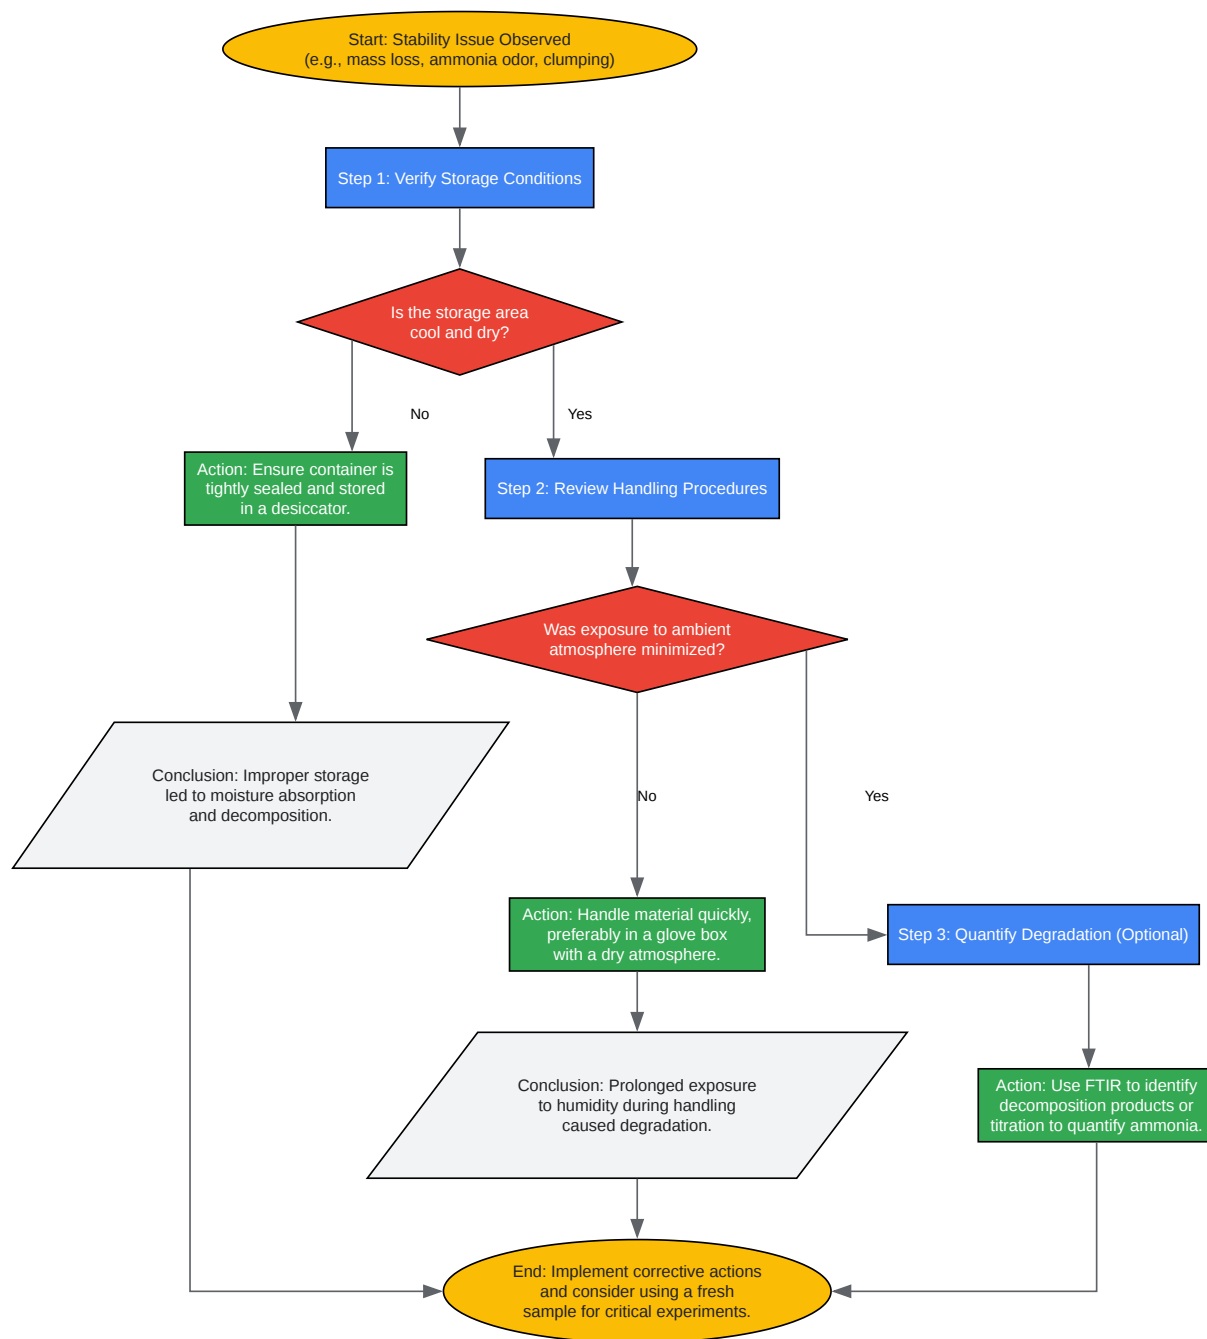 Start: Stability Issue Observed
(e.g., mass loss, ammonia odor, clumping)
Step 1: Verify Storage Conditions
Is the storage area
cool and dry?
No
Yes
Action: Ensure container is
tightly sealed and stored
in a desiccator.
Step 2: Review Handling Procedures
Was exposure to ambient
atmosphere minimized?
Conclusion: Improper storage
led to moisture absorption
and decomposition.
No
Yes
Action: Handle material quickly,
preferably in a glove box
with a dry atmosphere.
Step 3: Quantify Degradation (Optional)
Conclusion: Prolonged exposure
to humidity during handling
caused degradation.
Action: Use FTIR to identify
decomposition products or
titration to quantify ammonia.
End: Implement corrective actions
and consider using a fresh
sample for critical experiments.